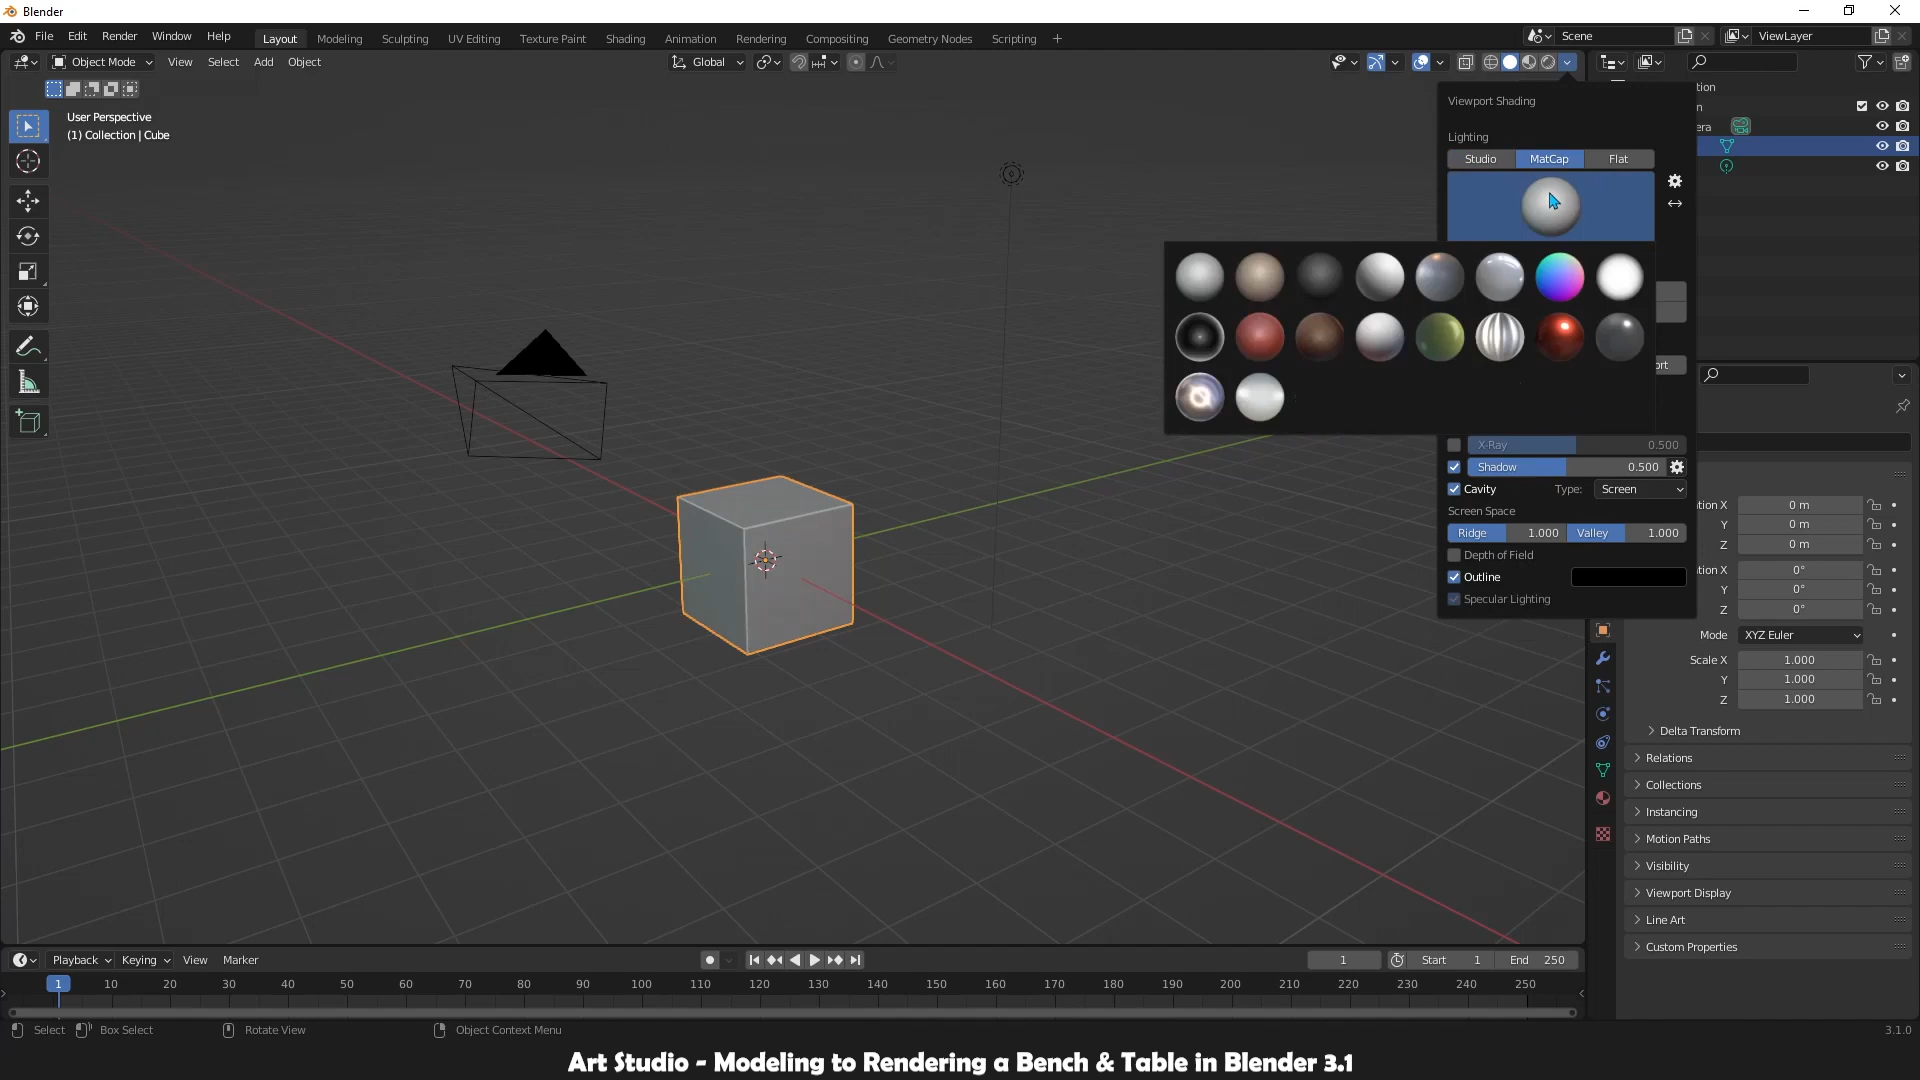 Blender
File Edit Render Window Help
Layout Modeling Sculpting UV Editing Texture Paint Shading Animation Rendering Compositing Geometry Nodes Scripting +
Scene
ViewLayer
Object Mode View Select Add Object
Global
User Perspective
(1) Collection | Cube
Viewport Shading
Lighting
Studio MatCap Flat
X-Ray 0.500
Shadow 0.500
Cavity Type: Screen
Screen Space
Ridge 1.000 Valley 1.000
Depth of Field
Outline
Specular Lighting
tion
n
era
ort
tion X 0 m
Y 0 m
Z 0 m
tion X 0°
Y 0°
Z 0°
Mode XYZ Euler
Scale X 1.000
Y 1.000
Z 1.000
Delta Transform
Relations
Collections
Instancing
Motion Paths
Visibility
Viewport Display
Line Art
Custom Properties
Playback Keying View Marker
1 Start 1 End 250
1 10 20 30 40 50 60 70 80 90 100 110 120 130 140 150 160 170 180 190 200 210 220 230 240 250
Select Box Select Rotate View Object Context Menu 3.1.0
Art Studio - Modeling to Rendering a Bench & Table in Blender 3.1